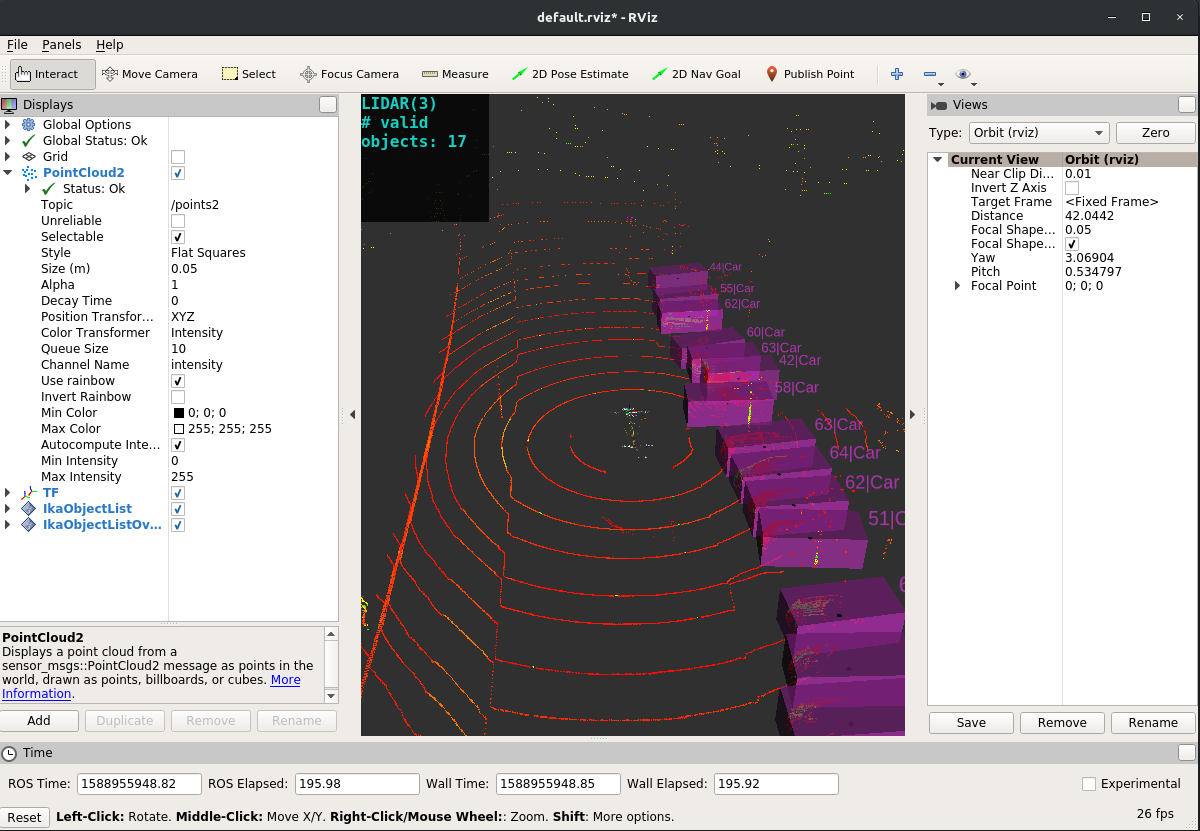 default.rviz* - RViz
File Panels Help
Interact Move Camera Select Focus Camera Measure 2D Pose Estimate 2D Nav Goal Publish Point
Displays
Global Options
Global Status: Ok
Grid
PointCloud2
Status: Ok
Topic /points2
Unreliable
Selectable
Style Flat Squares
Size (m) 0.05
Alpha 1
Decay Time 0
Position Transfor... XYZ
Color Transformer Intensity
Queue Size 10
Channel Name intensity
Use rainbow
Invert Rainbow
Min Color 0; 0; 0
Max Color 255; 255; 255
Autocompute Inte...
Min Intensity 0
Max Intensity 255
TF
IkaObjectList
IkaObjectListOv...
PointCloud2
Displays a point cloud from a
sensor_msgs::PointCloud2 message as points in the
world, drawn as points, billboards, or cubes. More
Information.
Add Duplicate Remove Rename
LIDAR(3)
# valid
objects: 17
44|Car
55|Car
62|Car
60|Car
63|Car
42|Car
58|Car
63|Car
64|Car
62|Car
51|C
6
Views
Type: Orbit (rviz) Zero
Current View Orbit (rviz)
Near Clip Di... 0.01
Invert Z Axis
Target Frame <Fixed Frame>
Distance 42.0442
Focal Shape... 0.05
Focal Shape...
Yaw 3.06904
Pitch 0.534797
Focal Point 0; 0; 0
Save Remove Rename
Time
ROS Time: 1588955948.82 ROS Elapsed: 195.98 Wall Time: 1588955948.85 Wall Elapsed: 195.92 Experimental
Reset Left-Click: Rotate. Middle-Click: Move X/Y. Right-Click/Mouse Wheel:: Zoom. Shift: More options. 26 fps